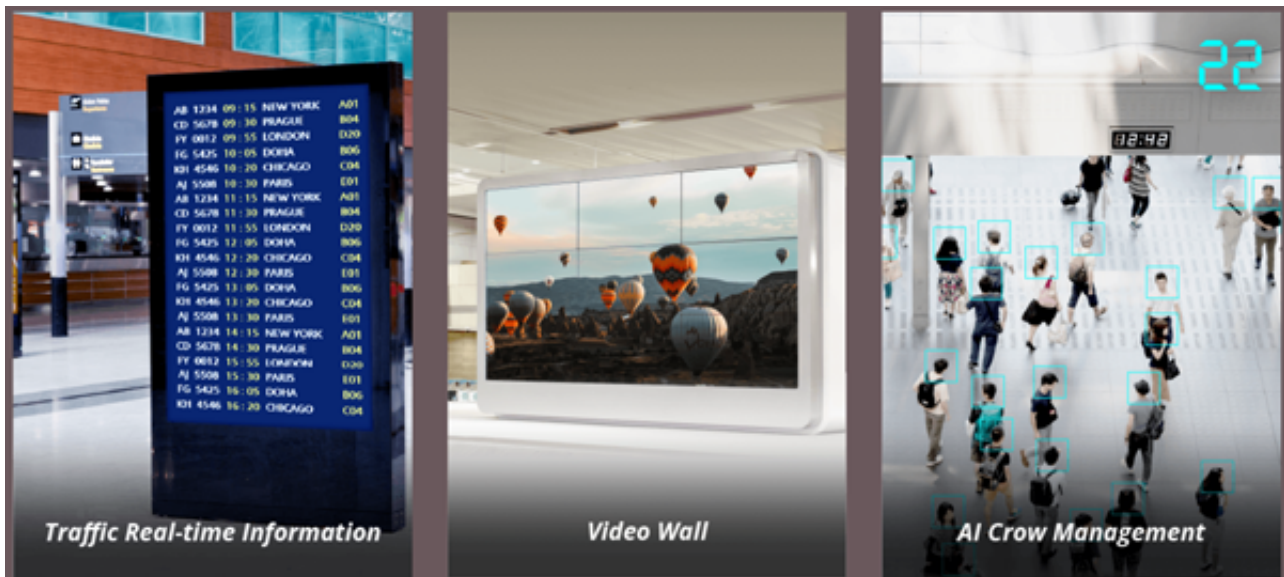 AB 1234 09:15 NEW YORK A01
CD 5678 09:30 PRAGUE B04
FY 0012 09:55 LONDON D20
FG 5425 10:05 DOHA B06
KH 4546 10:20 CHICAGO C04
AJ 5508 10:30 PARIS E01
AB 1234 11:15 NEW YORK A01
CD 5678 11:30 PRAGUE B04
FY 0012 11:55 LONDON D20
FG 5425 12:05 DOHA B06
KH 4546 12:20 CHICAGO C04
AJ 5508 12:30 PARIS E01
FG 5425 13:05 DOHA B06
KH 4546 13:20 CHICAGO C04
AJ 5508 13:30 PARIS E01
AB 1234 14:15 NEW YORK A01
CD 5678 14:30 PRAGUE B04
FY 0012 15:55 LONDON D20
AJ 5508 15:30 PARIS E01
FG 5425 16:05 DOHA B06
KH 4546 16:20 CHICAGO C04
Traffic Real-time Information
Video Wall
22
12:42
AI Crow Management